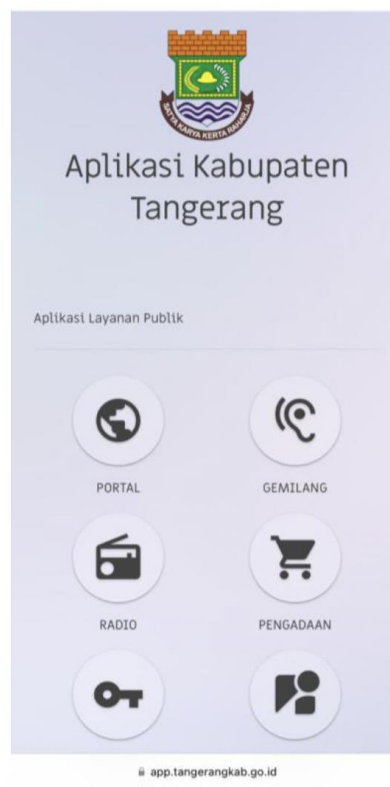 SATYA KARYA KERTA RAHARJA
Aplikasi Kabupaten
Tangerang
Aplikasi Layanan Publik
PORTAL
GEMILANG
RADIO
PENGADAAN
app.tangerangkab.go.id